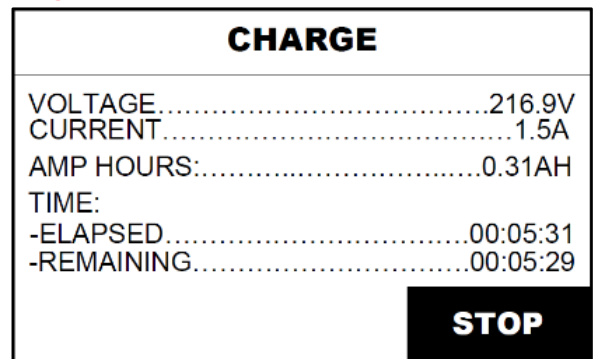 CHARGE
VOLTAGE......................................216.9V
CURRENT........................................1.5A
AMP HOURS:................................0.31AH
TIME:
-ELAPSED...................................00:05:31
-REMAINING................................00:05:29
STOP